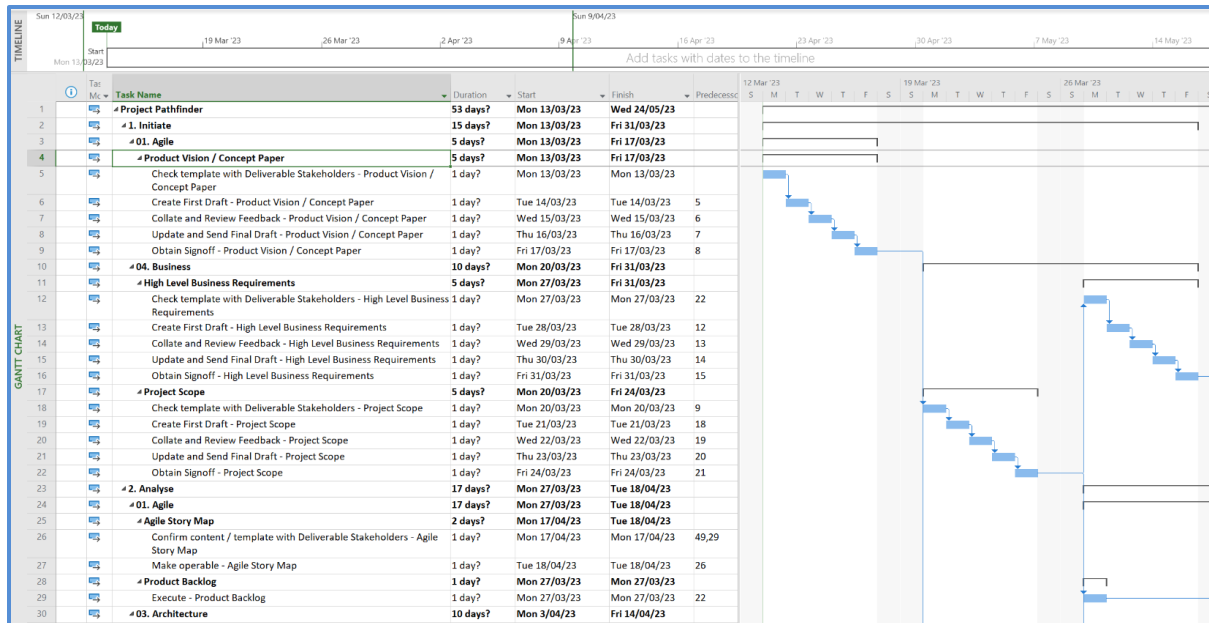 Sun 12/03/23 Sun 9/04/23
Today
19 Mar '23 26 Mar '23 2 Apr '23 9 Apr '23 16 Apr '23 23 Apr '23 30 Apr '23 7 May '23 14 May '23
TIMELINE
Start
Mon 13/03/23
Add tasks with dates to the timeline
Task Name Duration Start Finish Predecessc
12 Mar '23 19 Mar '23 26 Mar '23
S M T W T F S S M T W T F S S M T W T F S
GANTT CHART
1 Project Pathfinder 53 days? Mon 13/03/23 Wed 24/05/23
2 1. Initiate 15 days? Mon 13/03/23 Fri 31/03/23
3 01. Agile 5 days? Mon 13/03/23 Fri 17/03/23
4 Product Vision / Concept Paper 5 days? Mon 13/03/23 Fri 17/03/23
5 Check template with Deliverable Stakeholders - Product Vision / 1 day? Mon 13/03/23 Mon 13/03/23
Concept Paper
6 Create First Draft - Product Vision / Concept Paper 1 day? Tue 14/03/23 Tue 14/03/23 5
7 Collate and Review Feedback - Product Vision / Concept Paper 1 day? Wed 15/03/23 Wed 15/03/23 6
8 Update and Send Final Draft - Product Vision / Concept Paper 1 day? Thu 16/03/23 Thu 16/03/23 7
9 Obtain Signoff - Product Vision / Concept Paper 1 day? Fri 17/03/23 Fri 17/03/23 8
10 04. Business 10 days? Mon 20/03/23 Fri 31/03/23
11 High Level Business Requirements 5 days? Mon 27/03/23 Fri 31/03/23
12 Check template with Deliverable Stakeholders - High Level Business 1 day? Mon 27/03/23 Mon 27/03/23 22
Requirements
13 Create First Draft - High Level Business Requirements 1 day? Tue 28/03/23 Tue 28/03/23 12
14 Collate and Review Feedback - High Level Business Requirements 1 day? Wed 29/03/23 Wed 29/03/23 13
15 Update and Send Final Draft - High Level Business Requirements 1 day? Thu 30/03/23 Thu 30/03/23 14
16 Obtain Signoff - High Level Business Requirements 1 day? Fri 31/03/23 Fri 31/03/23 15
17 Project Scope 5 days? Mon 20/03/23 Fri 24/03/23
18 Check template with Deliverable Stakeholders - Project Scope 1 day? Mon 20/03/23 Mon 20/03/23 9
19 Create First Draft - Project Scope 1 day? Tue 21/03/23 Tue 21/03/23 18
20 Collate and Review Feedback - Project Scope 1 day? Wed 22/03/23 Wed 22/03/23 19
21 Update and Send Final Draft - Project Scope 1 day? Thu 23/03/23 Thu 23/03/23 20
22 Obtain Signoff - Project Scope 1 day? Fri 24/03/23 Fri 24/03/23 21
23 2. Analyse 17 days? Mon 27/03/23 Tue 18/04/23
24 01. Agile 17 days? Mon 27/03/23 Tue 18/04/23
25 Agile Story Map 2 days? Mon 17/04/23 Tue 18/04/23
26 Confirm content / template with Deliverable Stakeholders - Agile 1 day? Mon 17/04/23 Mon 17/04/23 49,29
Story Map
27 Make operable - Agile Story Map 1 day? Tue 18/04/23 Tue 18/04/23 26
28 Product Backlog 1 day? Mon 27/03/23 Mon 27/03/23
29 Execute - Product Backlog 1 day? Mon 27/03/23 Mon 27/03/23 22
30 03. Architecture 10 days? Mon 3/04/23 Fri 14/04/23